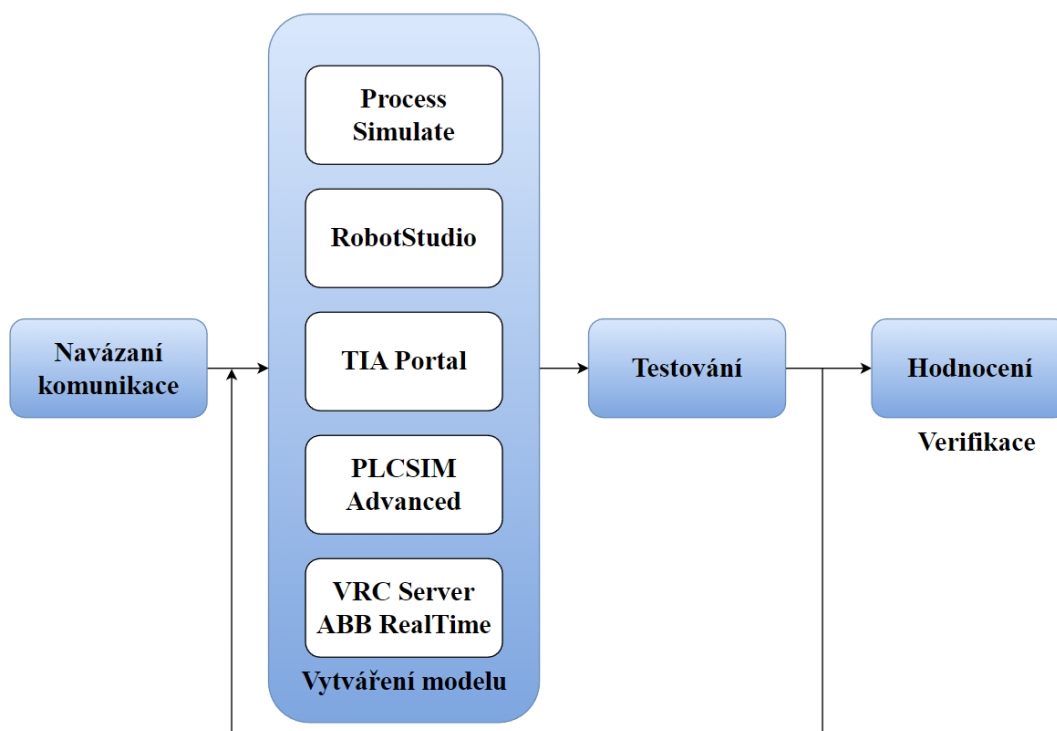 Process
Simulate
RobotStudio
Navázaní
komunikace
TIA Portal
Testování
Hodnocení
Verifikace
PLCSIM
Advanced
VRC Server
ABB RealTime
Vytváření modelu